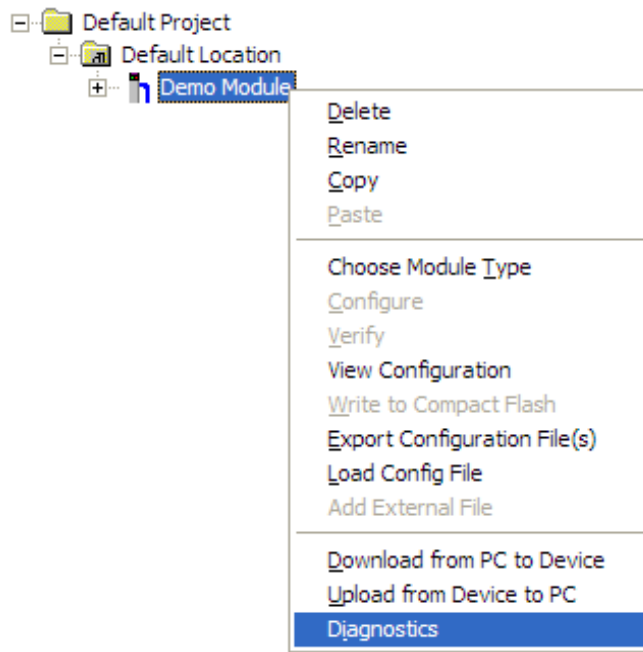 Default Project
Default Location
Demo Module
Delete
Rename
Copy
Paste
Choose Module Type
Configure
Verify
View Configuration
Write to Compact Flash
Export Configuration File(s)
Load Config File
Add External File
Download from PC to Device
Upload from Device to PC
Diagnostics